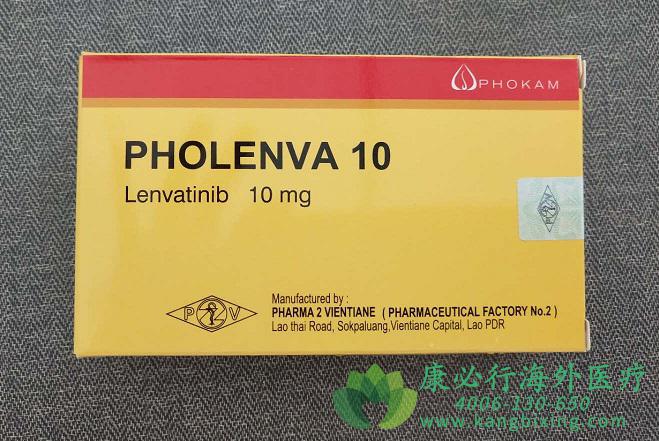 PHOKAM
PHOLENVA 10
Lenvatinib 10 mg
P V
Manufactured by :
PHARMA 2 VIENTIANE ( PHARMACEUTICAL FACTORY No.2 )
Lao thai Road, Sokpaluang,Vientiane Capital, Lao PDR
康必行海外医疗
4006-130-650
www.kangbixing.com